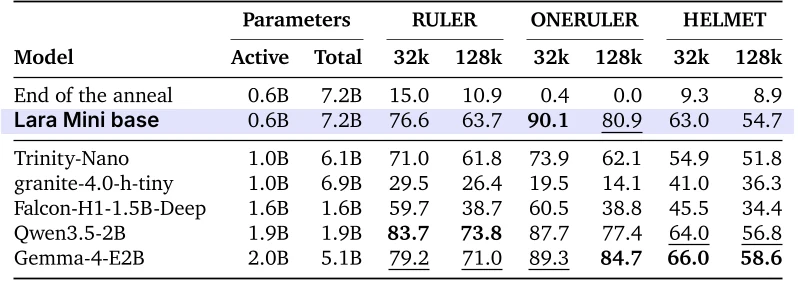 Parameters RULER ONERULER HELMET
Model Active Total 32k 128k 32k 128k 32k 128k
End of the anneal 0.6B 7.2B 15.0 10.9 0.4 0.0 9.3 8.9
Lara Mini base 0.6B 7.2B 76.6 63.7 90.1 80.9 63.0 54.7
Trinity-Nano 1.0B 6.1B 71.0 61.8 73.9 62.1 54.9 51.8
granite-4.0-h-tiny 1.0B 6.9B 29.5 26.4 19.5 14.1 41.0 36.3
Falcon-H1-1.5B-Deep 1.6B 1.6B 59.7 38.7 60.5 38.8 45.5 34.4
Qwen3.5-2B 1.9B 1.9B 83.7 73.8 87.7 77.4 64.0 56.8
Gemma-4-E2B 2.0B 5.1B 79.2 71.0 89.3 84.7 66.0 58.6